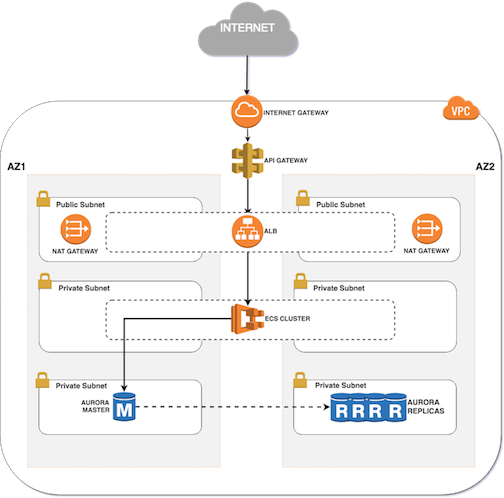 INTERNET
VPC
INTERNET GATEWAY
API GATEWAY
AZ1
AZ2
Public Subnet
Public Subnet
NAT GATEWAY
ALB
NAT GATEWAY
Private Subnet
Private Subnet
ECS CLUSTER
Private Subnet
Private Subnet
AURORA
MASTER
M
R R R R
AURORA
REPLICAS